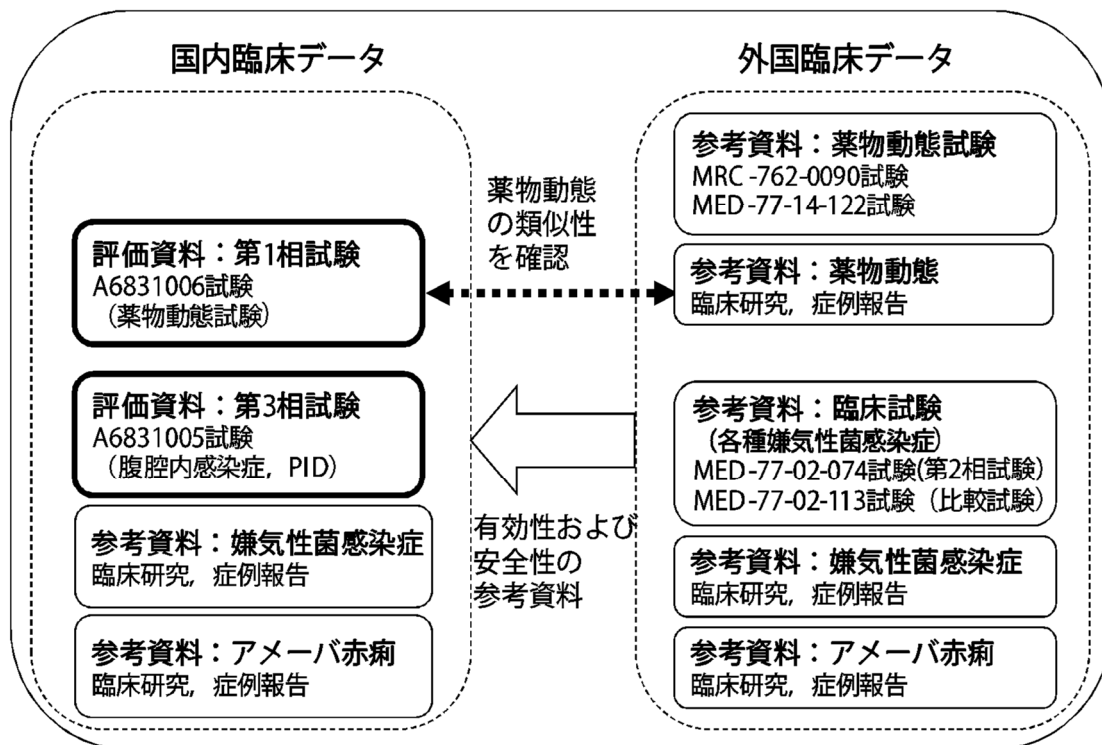 国内臨床データ
評価資料：第1相試験
A6831006試験
（薬物動態試験）
評価資料：第3相試験
A6831005試験
（腹腔内感染症，PID）
参考資料：嫌気性菌感染症
臨床研究，症例報告
参考資料：アメーバ赤痢
臨床研究，症例報告
薬物動態
の類似性
を確認
有効性および
安全性の
参考資料
外国臨床データ
参考資料：薬物動態試験
MRC-762-0090試験
MED-77-14-122試験
参考資料：薬物動態
臨床研究，症例報告
参考資料：臨床試験
（各種嫌気性菌感染症）
MED-77-02-074試験(第2相試験)
MED-77-02-113試験（比較試験）
参考資料：嫌気性菌感染症
臨床研究，症例報告
参考資料：アメーバ赤痢
臨床研究，症例報告